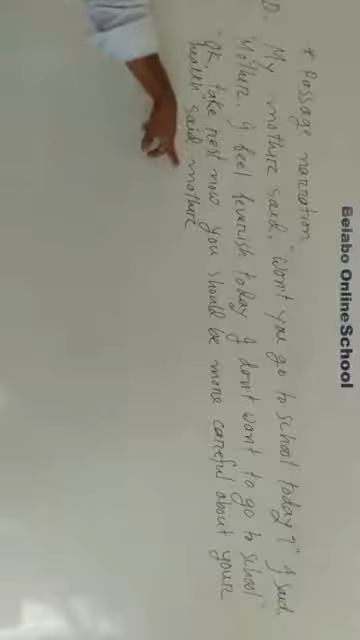 Belabo Online School
* Passage narration
D. My mother said, "Won't you go to school today?" I said,
"Mother, I feel feverish today I don't want to go to school"
"OK, take rest now you should be more careful about your
health said mother